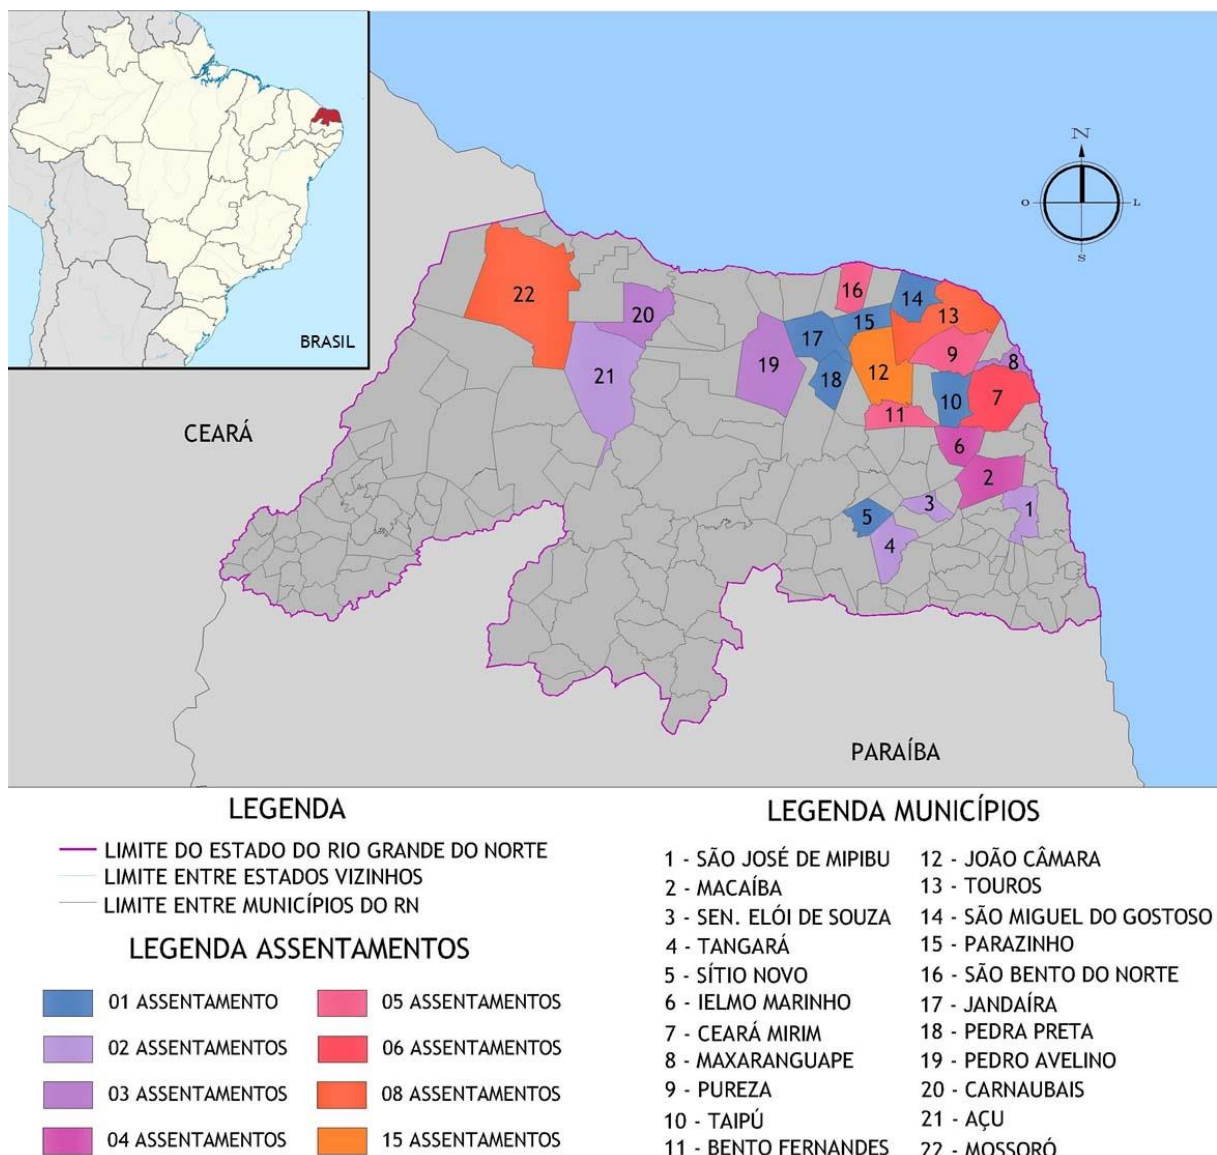 BRASIL
N
O
L
S
CEARÁ
PARAÍBA
22
20
21
19
17
18
16
15
14
13
12
9
8
10
7
11
6
2
1
3
5
4
LEGENDA
LIMITE DO ESTADO DO RIO GRANDE DO NORTE
LIMITE ENTRE ESTADOS VIZINHOS
LIMITE ENTRE MUNICÍPIOS DO RN
LEGENDA ASSENTAMENTOS
01 ASSENTAMENTO
02 ASSENTAMENTOS
03 ASSENTAMENTOS
04 ASSENTAMENTOS
05 ASSENTAMENTOS
06 ASSENTAMENTOS
08 ASSENTAMENTOS
15 ASSENTAMENTOS
LEGENDA MUNICÍPIOS
1 - SÃO JOSÉ DE MIPIBU
2 - MACAÍBA
3 - SEN. ELÓI DE SOUZA
4 - TANGARÁ
5 - SÍTIO NOVO
6 - IELMO MARINHO
7 - CEARÁ MIRIM
8 - MAXARANGUAPE
9 - PUREZA
10 - TAIPÚ
11 - BENTO FERNANDES
12 - JOÃO CÂMARA
13 - TOUROS
14 - SÃO MIGUEL DO GOSTOSO
15 - PARAZINHO
16 - SÃO BENTO DO NORTE
17 - JANDAÍRA
18 - PEDRA PRETA
19 - PEDRO AVELINO
20 - CARNAUBAIS
21 - AÇU
22 - MOSSORÓ